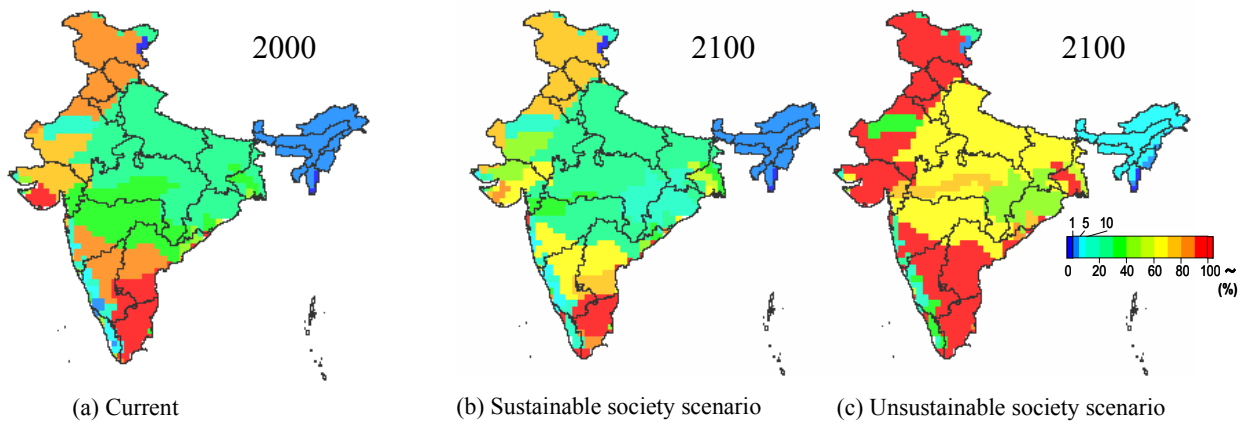 2000
2100
2100
1 5 10
0 20 40 60 80 100 ~
(%)
(a) Current
(b) Sustainable society scenario
(c) Unsustainable society scenario